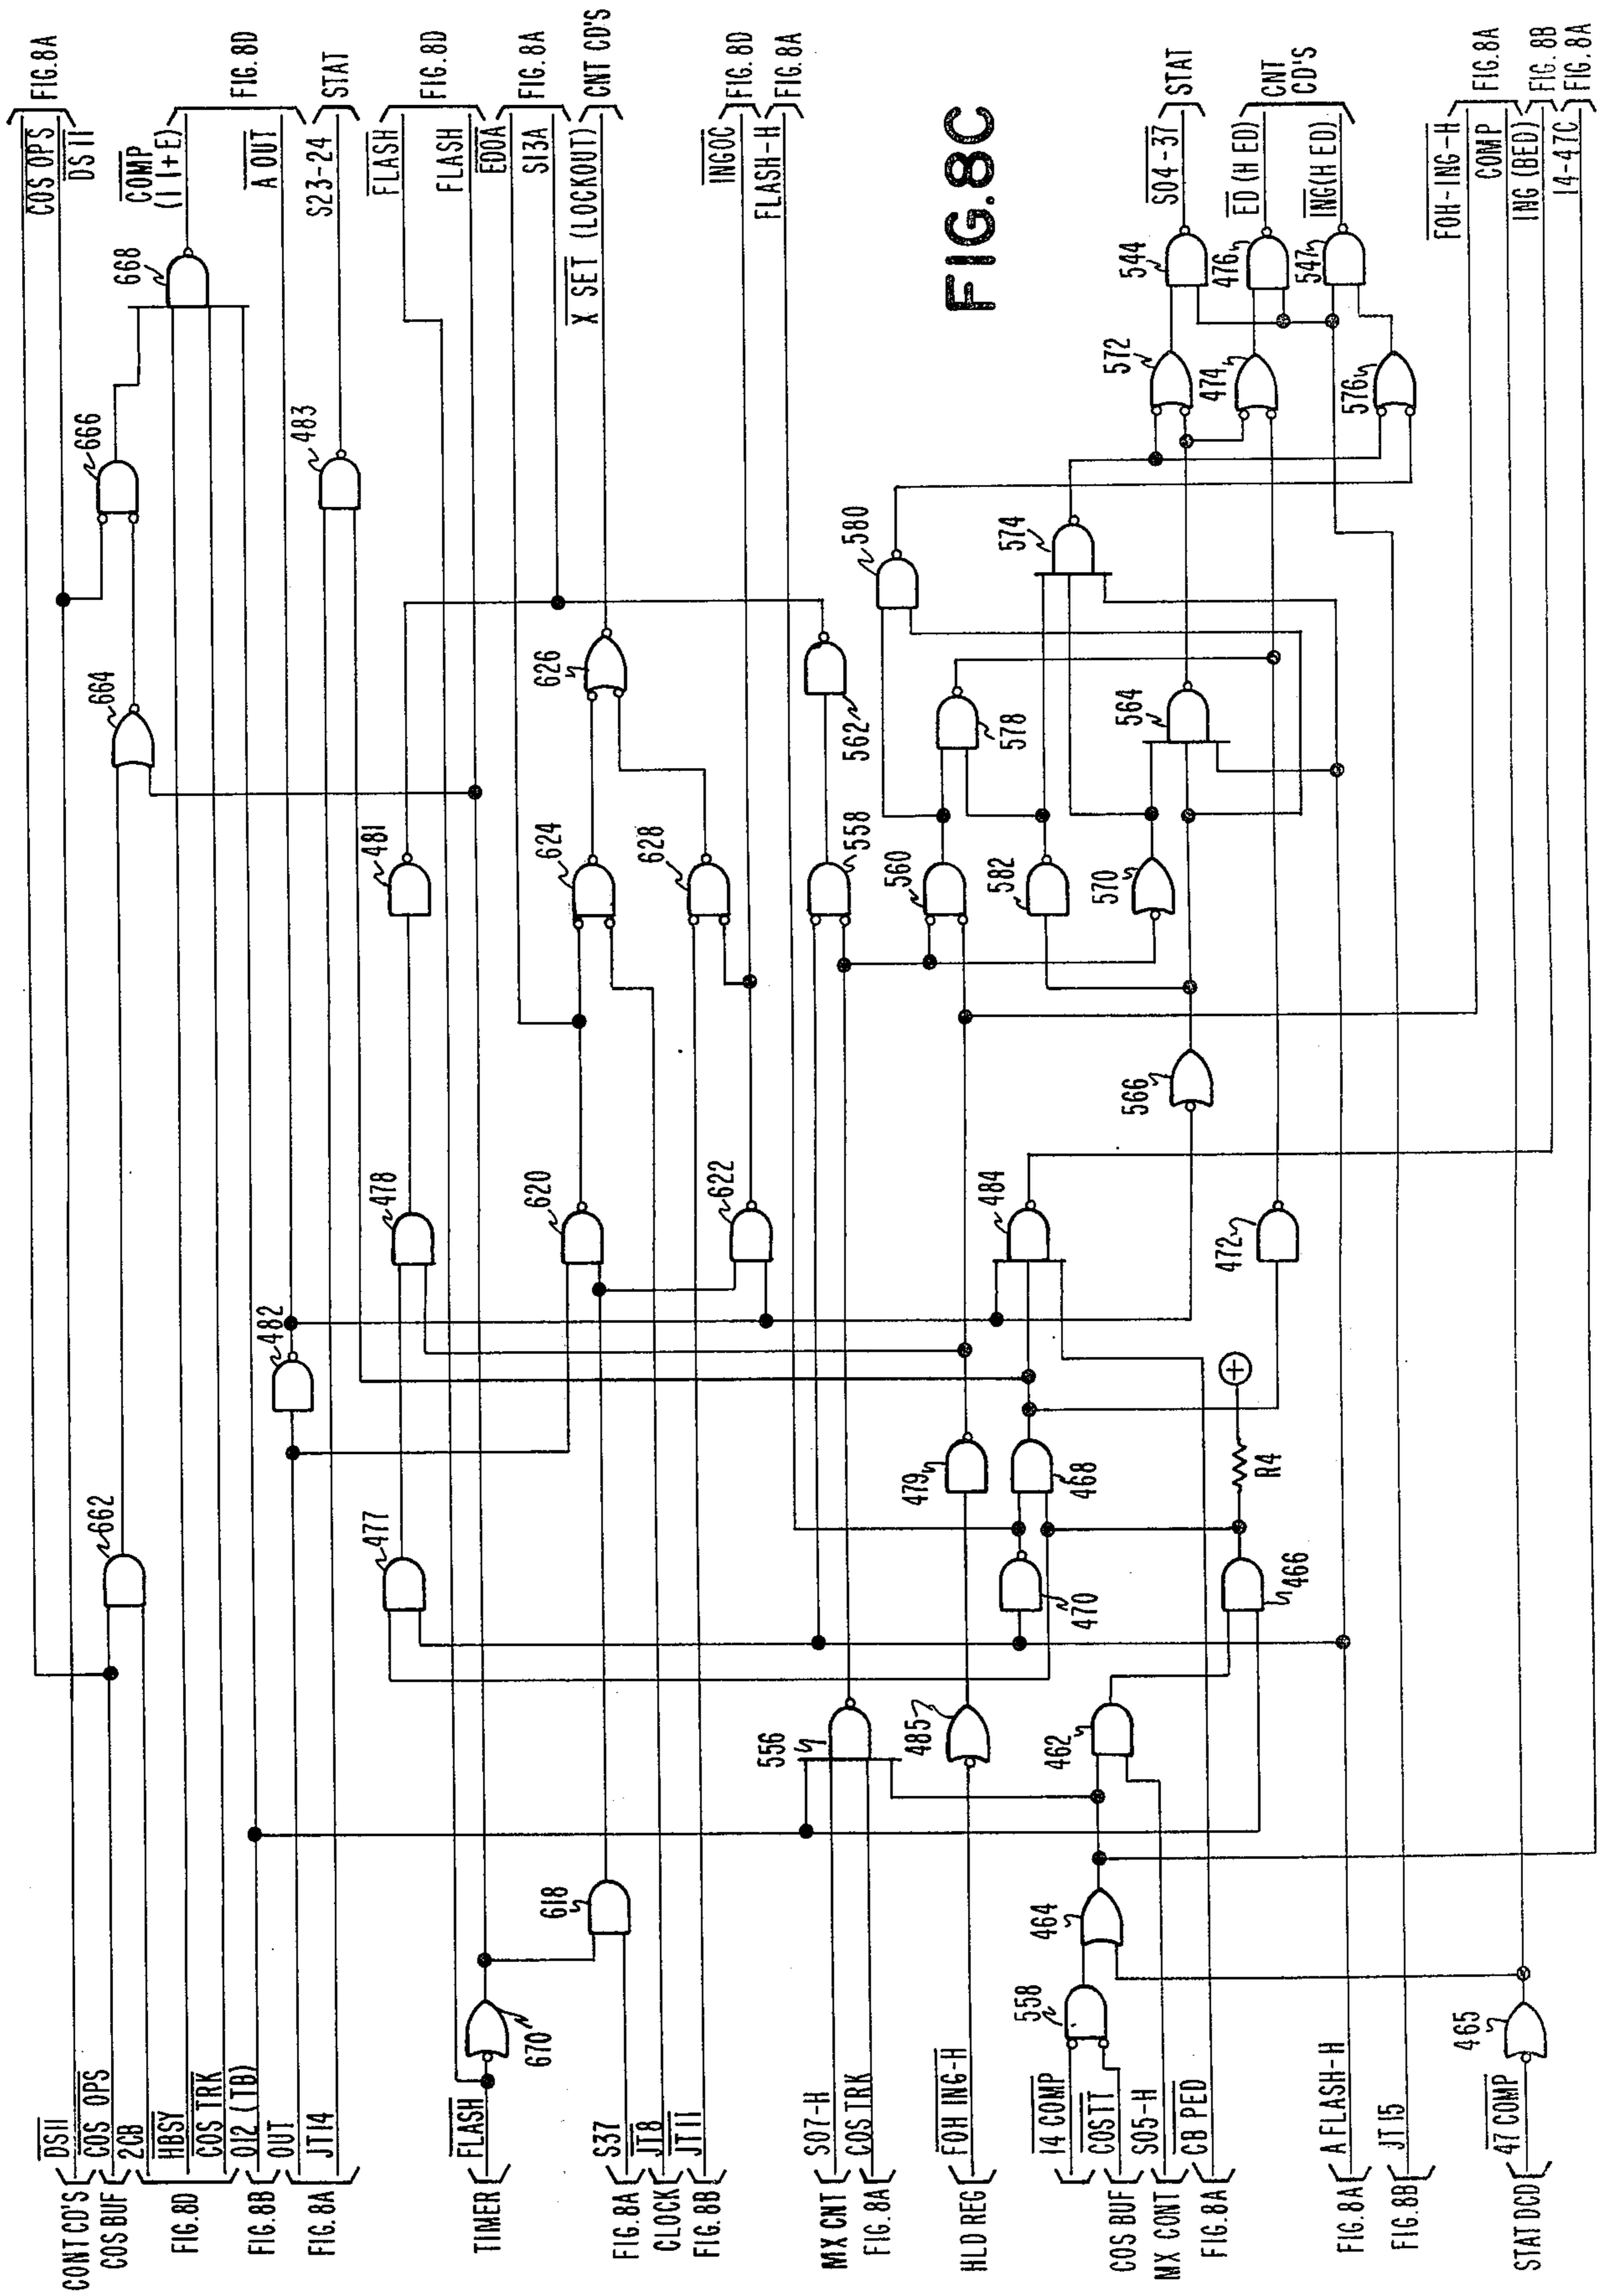 FIG.8C
CONT CD'S
DS11
COS BUF
COS OPS
2CB
FIG.8D
HBSY
COS TRK
FIG.8B
012 (TB)
FIG.8A
OUT
JT14
TIMER
FLASH
FIG.8A
S37
CLOCK
JT8
FIG.8B
JT11
MX CNT
S07-H
FIG.8A
COS TRK
HLD REG
FOH ING-H
14 COMP
COS BUF
COSTT
MX CONT
S05-H
FIG.8A
CB PED
FIG.8A
A FLASH-H
FIG.8B
JT15
STAT DCD
47 COMP
662
664
666
668
482
483
477
478
481
670
618
620
624
626
622
628
556
558
562
485
479
560
578
580
470
468
484
582
574
558
464
462
566
570
564
572
544
466
R4
+
472
474
476
465
576
547
COS OPS
DS11
FIG.8A
COMP
(11+E)
A OUT
FIG.8D
S23-24
STAT
FLASH
FLASH
FIG.8D
EDOA
S13A
FIG.8A
X SET (LOCKOUT)
CNT CD'S
INGOC
FIG.8D
FLASH-H
FIG.8A
S04-37
STAT
ED (H ED)
ING(H ED)
CNT
CD'S
FOH-ING-H
COMP
FIG.8A
ING (BED)
FIG.8B
14-47C
FIG.8A